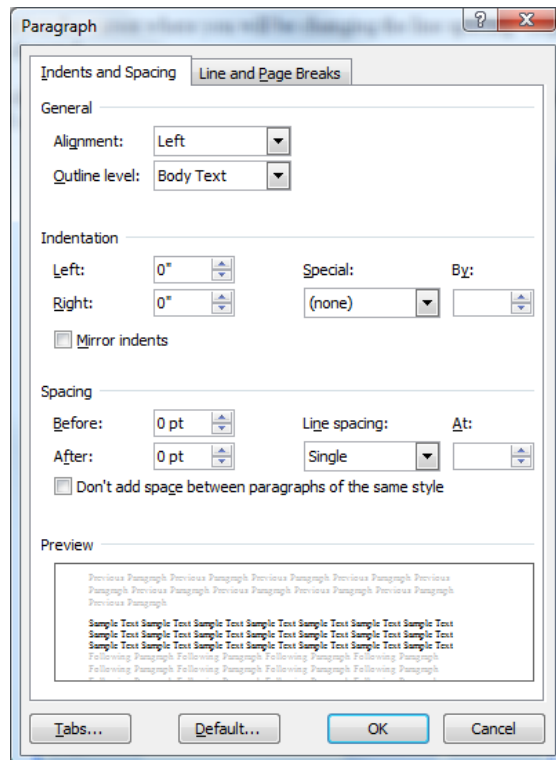 Paragraph
Indents and Spacing Line and Page Breaks
General
Alignment: Left
Outline level: Body Text
Indentation
Left: 0" Special: By:
Right: 0" (none)
Mirror indents
Spacing
Before: 0 pt Line spacing: At:
After: 0 pt Single
Don't add space between paragraphs of the same style
Preview
Previous Paragraph Previous Paragraph Previous Paragraph Previous Paragraph Previous
Paragraph Previous Paragraph Previous Paragraph Previous Paragraph Previous Paragraph
Previous Paragraph
Sample Text Sample Text Sample Text Sample Text Sample Text Sample Text Sample Text
Sample Text Sample Text Sample Text Sample Text Sample Text Sample Text Sample Text
Sample Text Sample Text Sample Text Sample Text Sample Text Sample Text Sample Text
Following Paragraph Following Paragraph Following Paragraph Following Paragraph
Following Paragraph Following Paragraph Following Paragraph Following Paragraph
Tabs... Default... OK Cancel